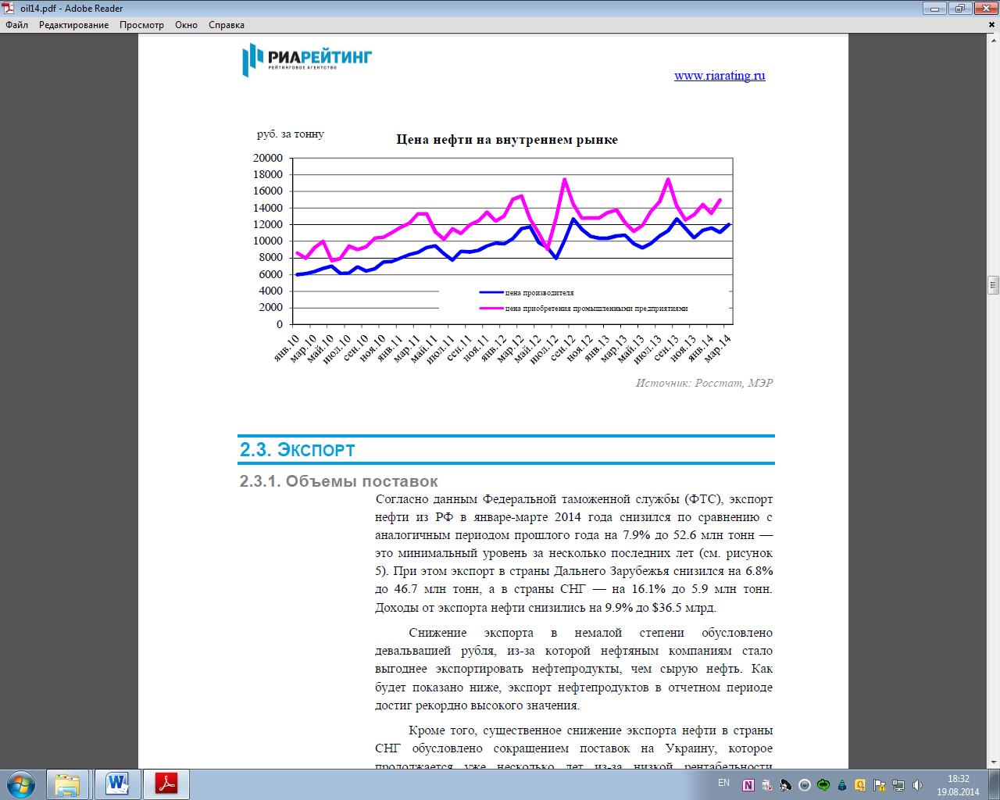 oil14.pdf - Adobe Reader
Файл Редактирование Просмотр Окно Справка
РИАРЕЙТИНГ
РЕЙТИНГОВОЕ АГЕНТСТВО
www.riarating.ru
руб. за тонну
Цена нефти на внутреннем рынке
20000
18000
16000
14000
12000
10000
8000
6000
4000
2000
0
цена производителя
цена приобретения промышленными предприятиями
янв.10 мар.10 май.10 июл.10 сен.10 ноя.10 янв.11 мар.11 май.11 июл.11 сен.11 ноя.11 янв.12 мар.12 май.12 июл.12 сен.12 ноя.12 янв.13 мар.13 май.13 июл.13 сен.13 ноя.13 янв.14 мар.14
Источник: Росстат, МЭР
2.3. ЭКСПОРТ
2.3.1. Объемы поставок
Согласно данным Федеральной таможенной службы (ФТС), экспорт
нефти из РФ в январе-марте 2014 года снизился по сравнению с
аналогичным периодом прошлого года на 7.9% до 52.6 млн тонн —
это минимальный уровень за несколько последних лет (см. рисунок
5). При этом экспорт в страны Дальнего Зарубежья снизился на 6.8%
до 46.7 млн тонн, а в страны СНГ — на 16.1% до 5.9 млн тонн.
Доходы от экспорта нефти снизились на 9.9% до $36.5 млрд.
Снижение экспорта в немалой степени обусловлено
девальвацией рубля, из-за которой нефтяным компаниям стало
выгоднее экспортировать нефтепродукты, чем сырую нефть. Как
будет показано ниже, экспорт нефтепродуктов в отчетном периоде
достиг рекордно высокого значения.
Кроме того, существенное снижение экспорта нефти в страны
СНГ обусловлено сокращением поставок на Украину, которое
продолжается уже несколько лет из-за низкой рентабельности
EN
18:32
19.08.2014